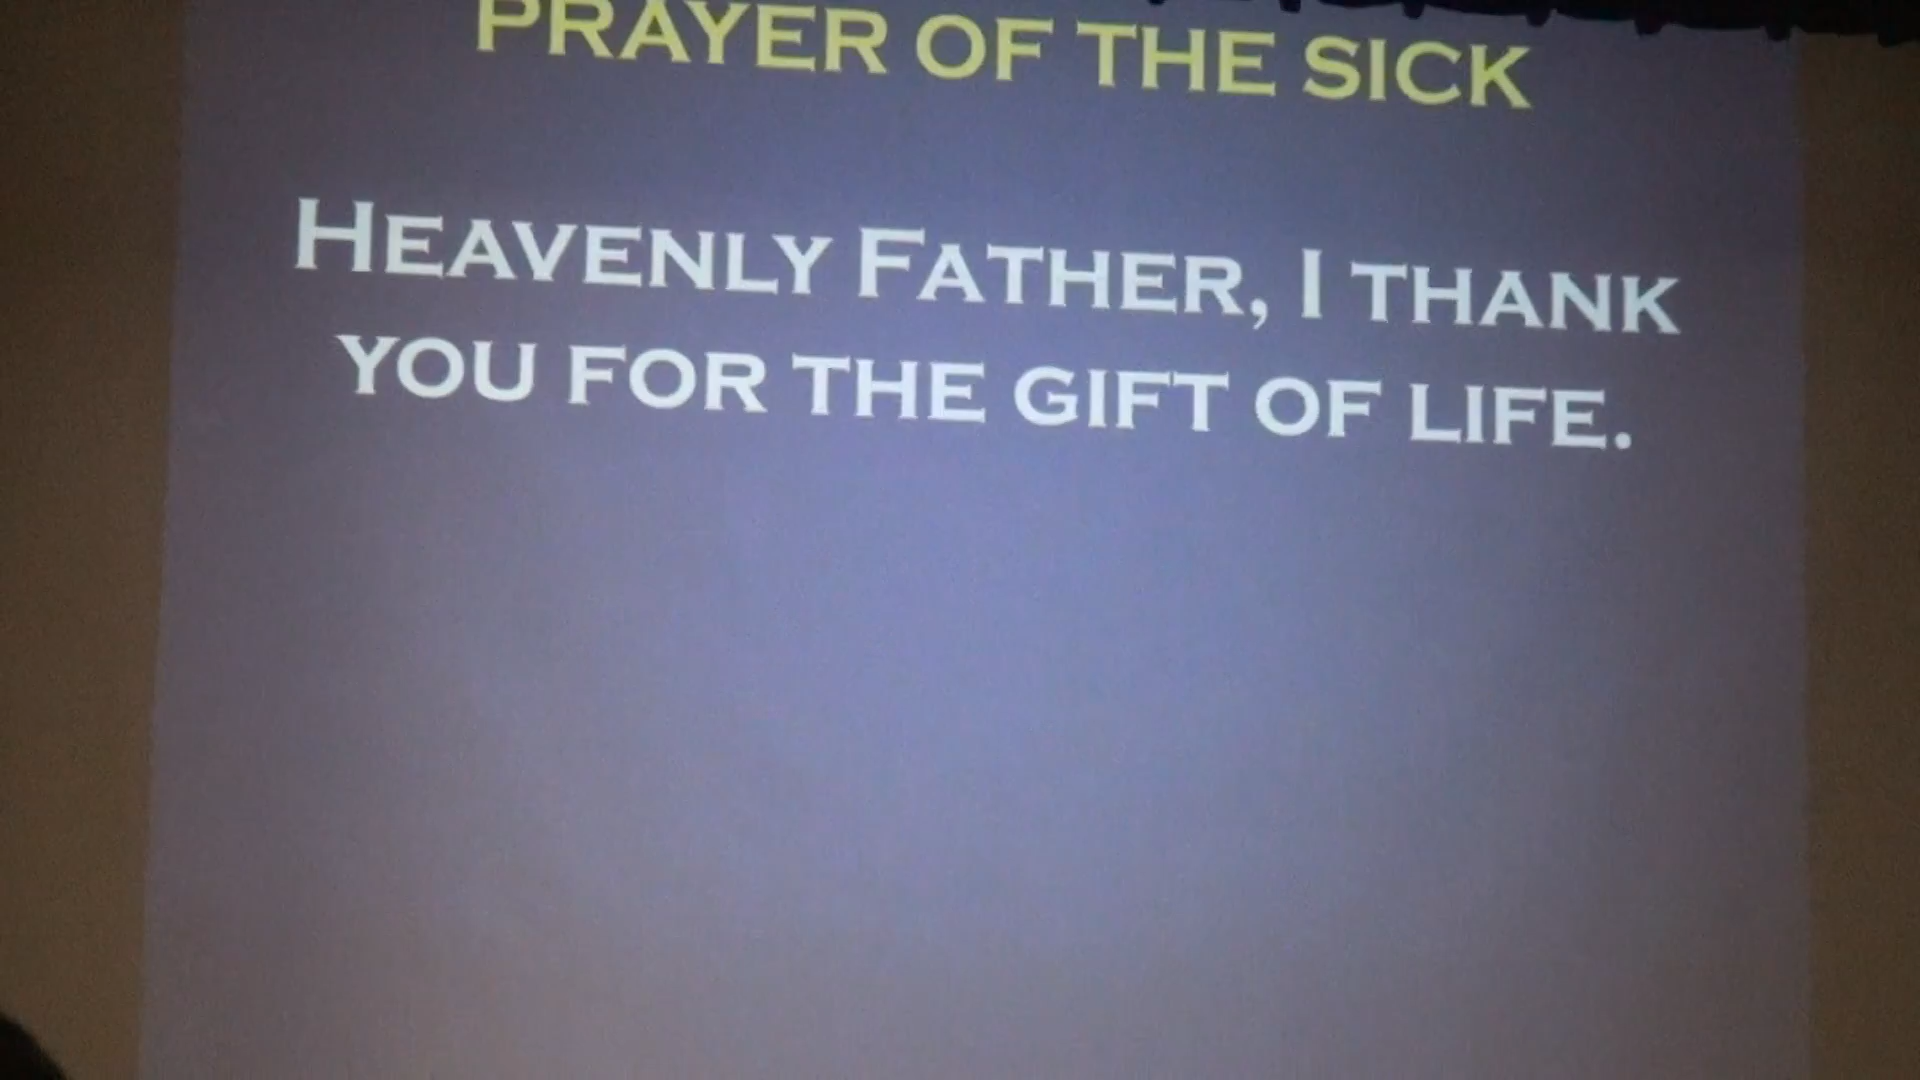 PRAYER OF THE SICK
HEAVENLY FATHER, I THANK
YOU FOR THE GIFT OF LIFE.